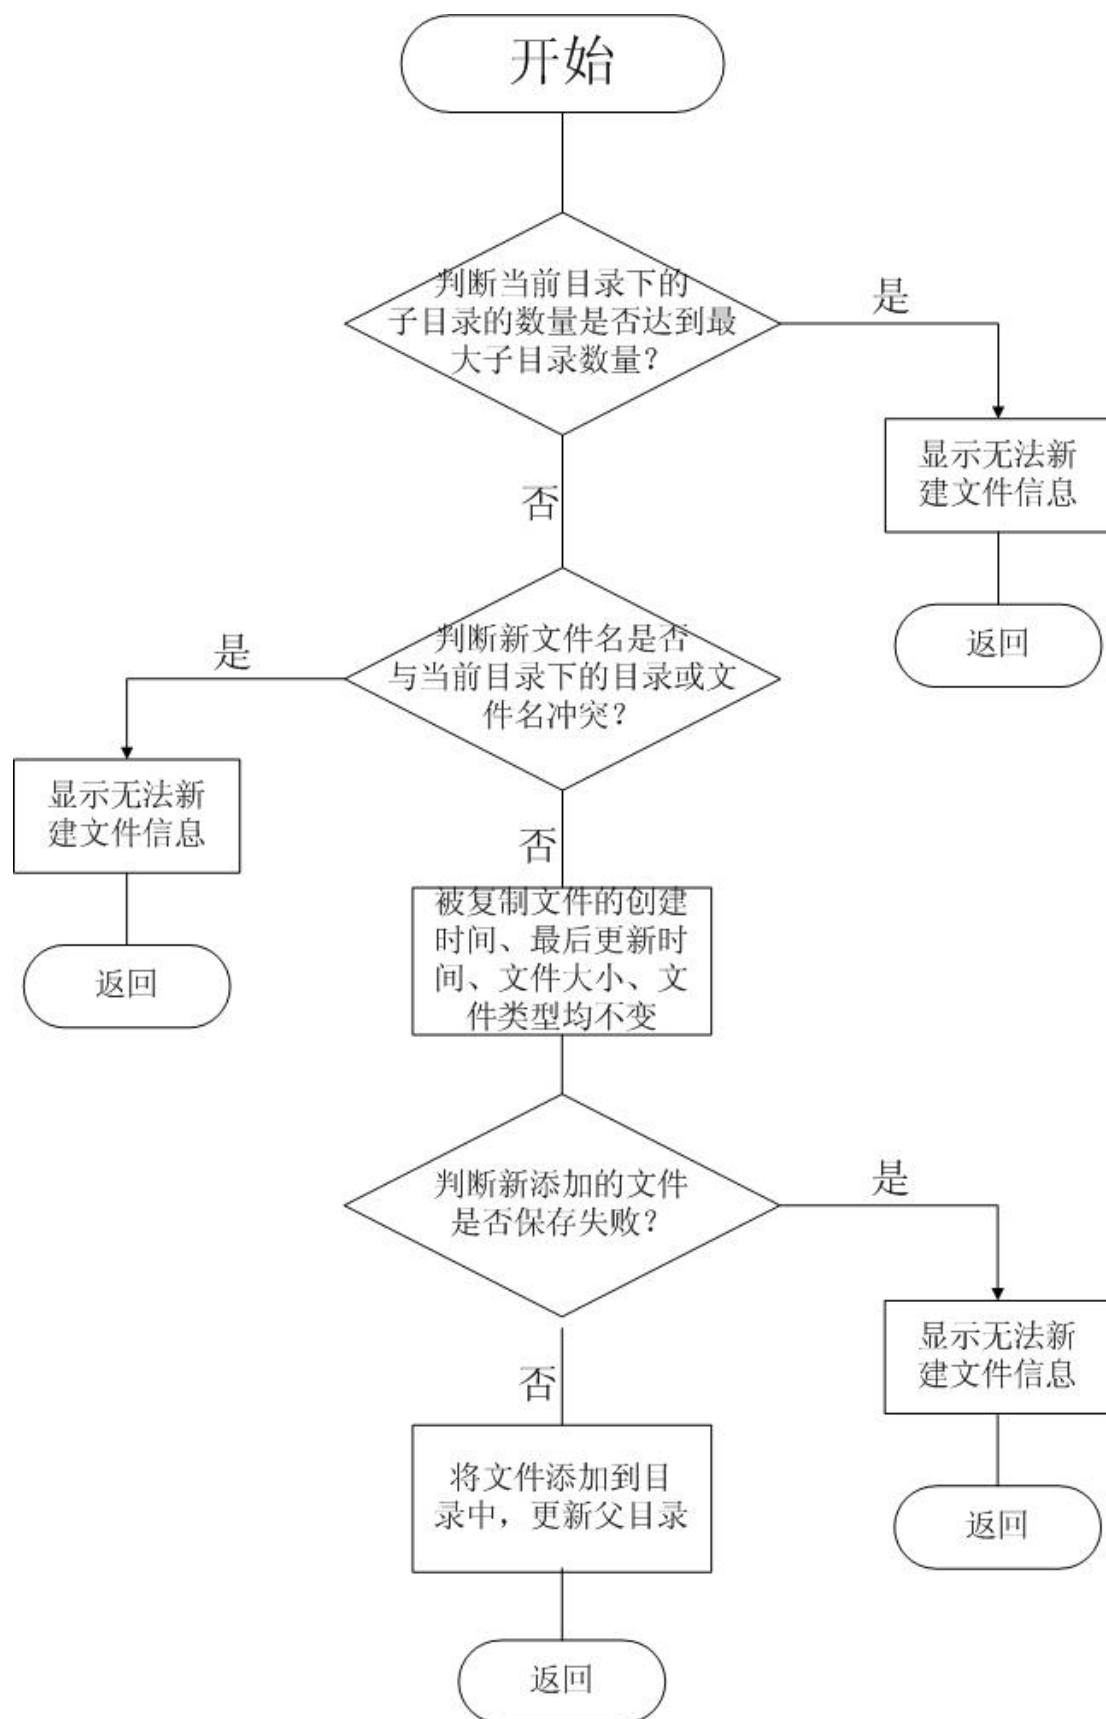 开始
判断当前目录下的
子目录的数量是否达到最
大子目录数量？
是
显示无法新
建文件信息
返回
否
判断新文件名是否
与当前目录下的目录或文
件名冲突？
是
显示无法新
建文件信息
返回
否
被复制文件的创建
时间、最后更新时
间、文件大小、文
件类型均不变
判断新添加的文件
是否保存失败？
是
显示无法新
建文件信息
返回
否
将文件添加到目
录中，更新父目录
返回